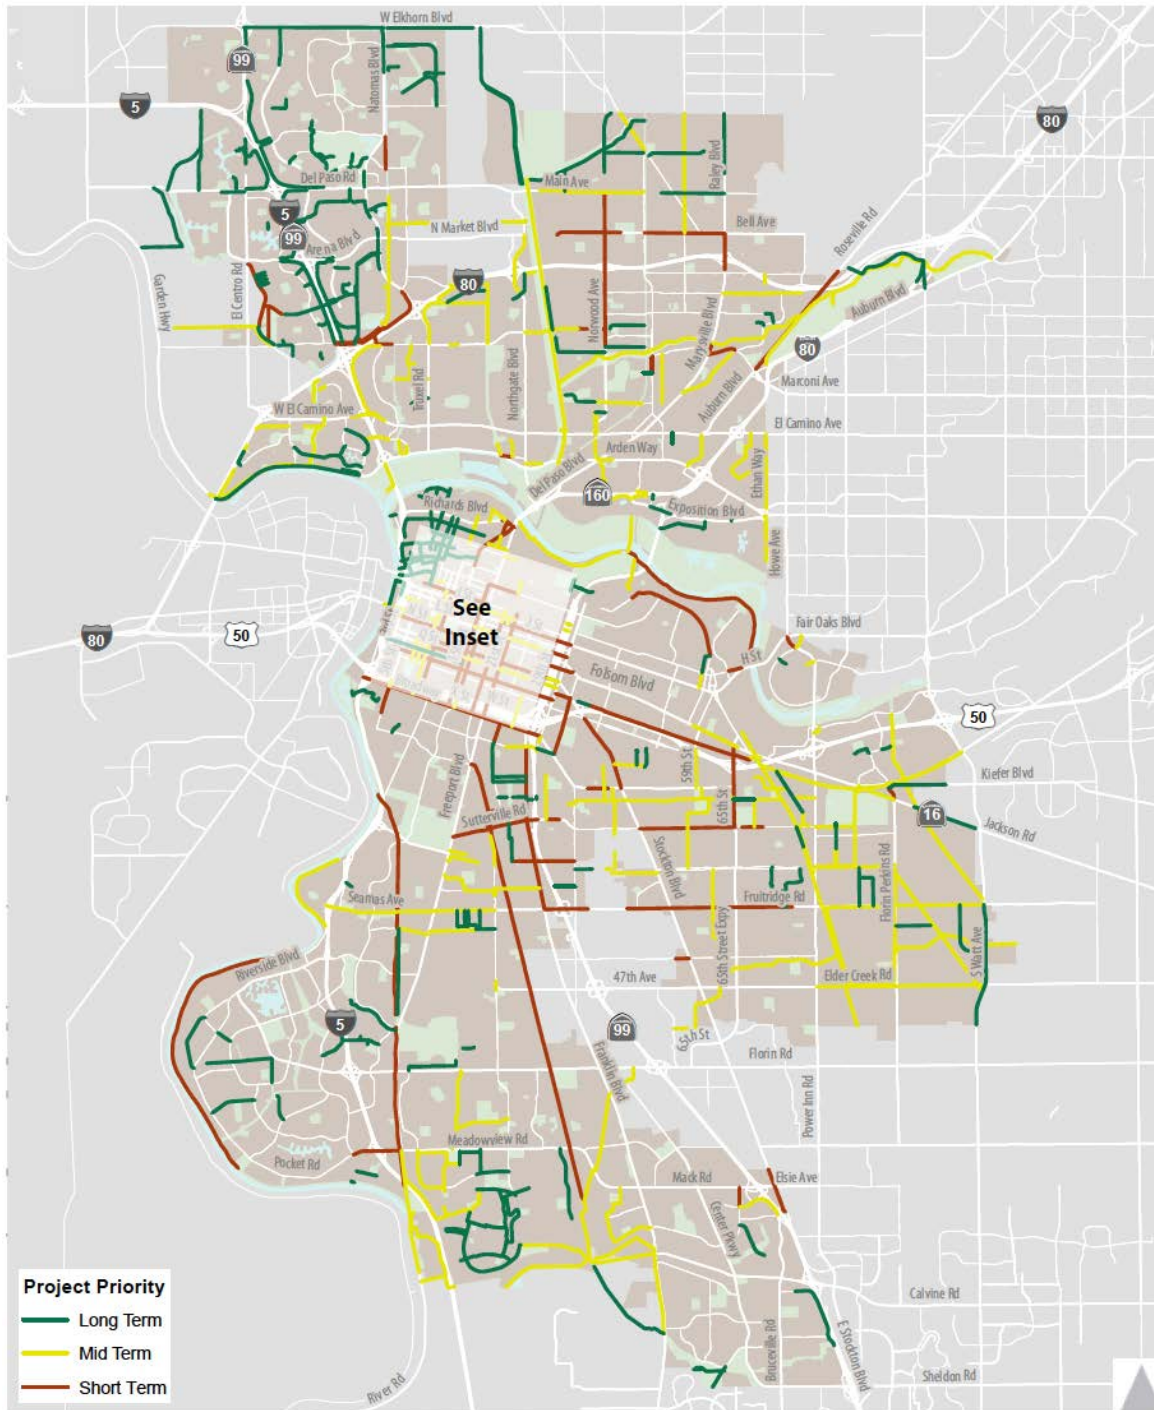 W Elkhorn Blvd
99
Natomas Blvd
5
80
Del Paso Rd
Main Ave
Raley Blvd
5
99
Arena Blvd
N Market Blvd
Bell Ave
Roseville Rd
80
Garden Hwy
El Centro Rd
Norwood Ave
Marysville Blvd
Auburn Blvd
80
Truxel Rd
Northgate Blvd
Auburn Blvd
Marconi Ave
W El Camino Ave
El Camino Ave
Arden Way
Del Paso Blvd
160
Ethan Way
Richards Blvd
Exposition Blvd
Howe Ave
See
Inset
J St
Q St
Broadway
W St
80
50
Fair Oaks Blvd
H St
Folsom Blvd
50
Freeport Blvd
59th St
65th St
Kiefer Blvd
Sutterville Rd
16
Jackson Rd
Stockton Blvd
Florin Perkins Rd
Seamas Ave
Fruitridge Rd
65th Street Expy
S Watt Ave
Riverside Blvd
47th Ave
Elder Creek Rd
5
99
65th St
Florin Rd
Franklin Blvd
Power Inn Rd
Meadowview Rd
Pocket Rd
Mack Rd
Elsie Ave
Center Pkwy
Calvine Rd
Bruceville Rd
E Stockton Blvd
Sheldon Rd
River Rd
Project Priority
Long Term
Mid Term
Short Term